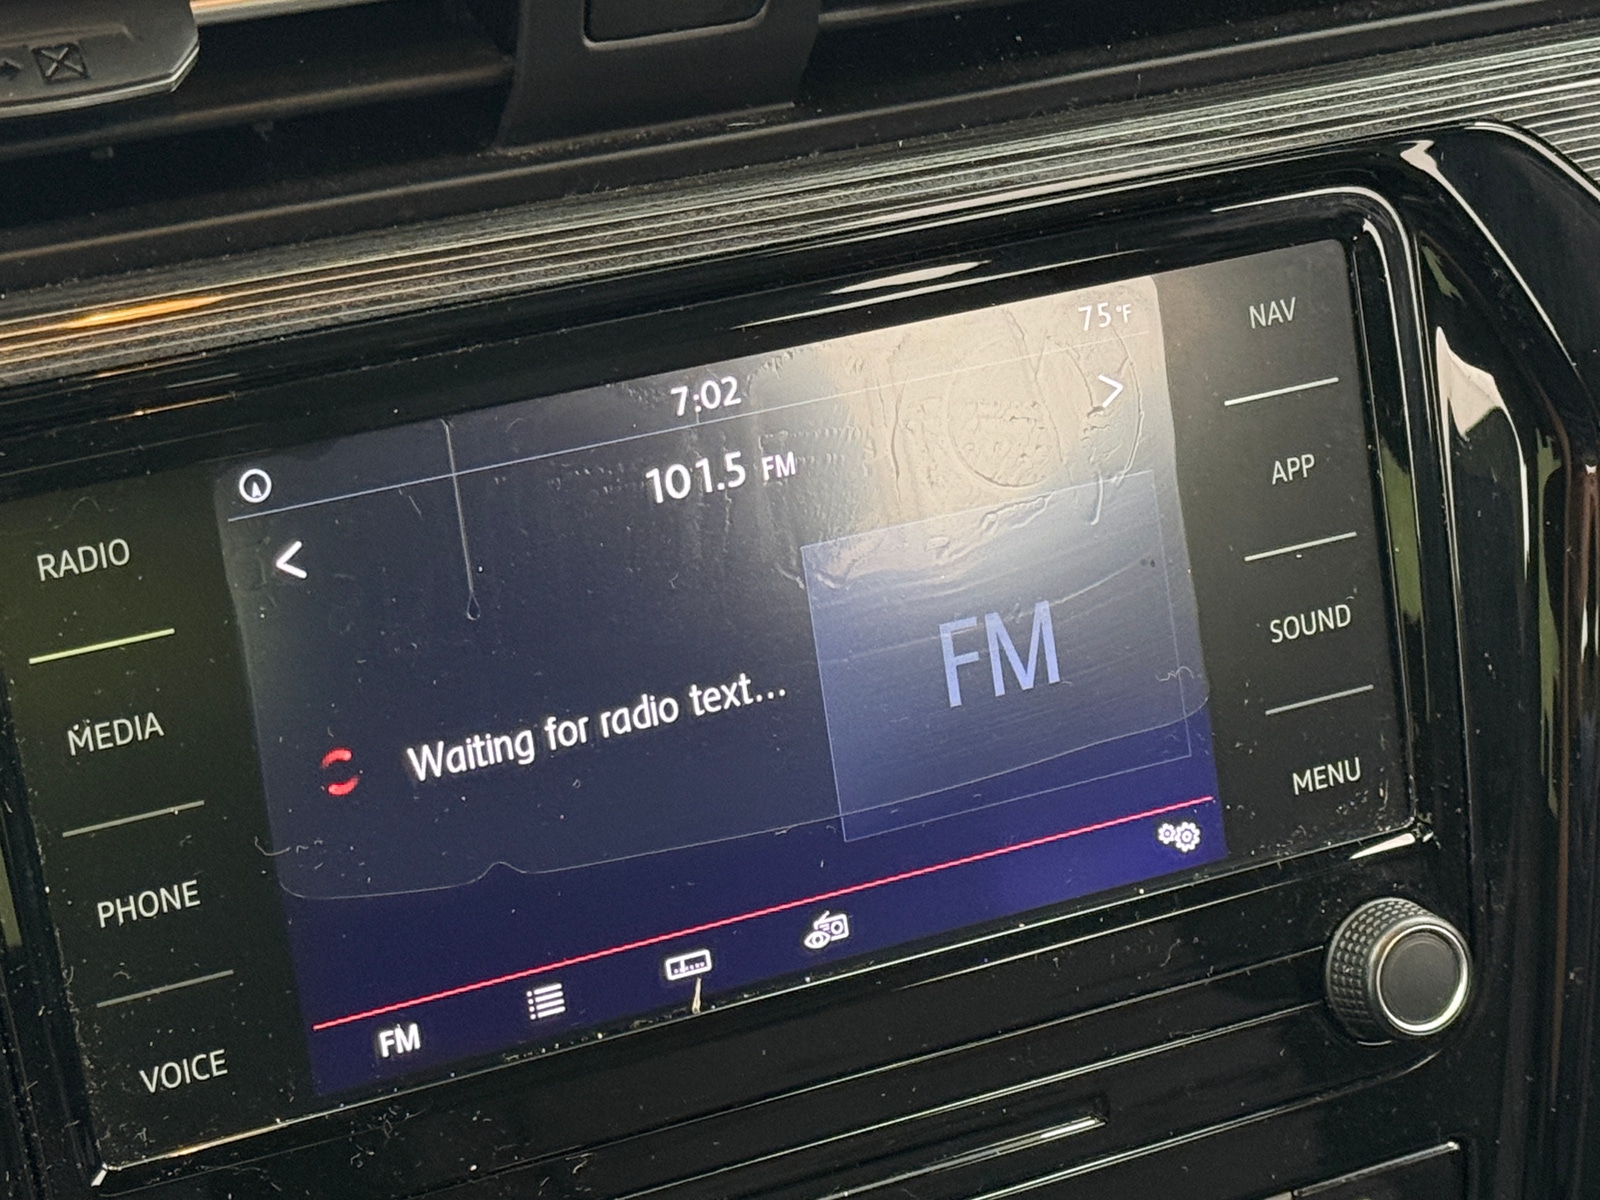 75°F
7:02
101.5 FM
<
>
FM
Waiting for radio text...
FM
RADIO
MEDIA
PHONE
VOICE
NAV
APP
SOUND
MENU